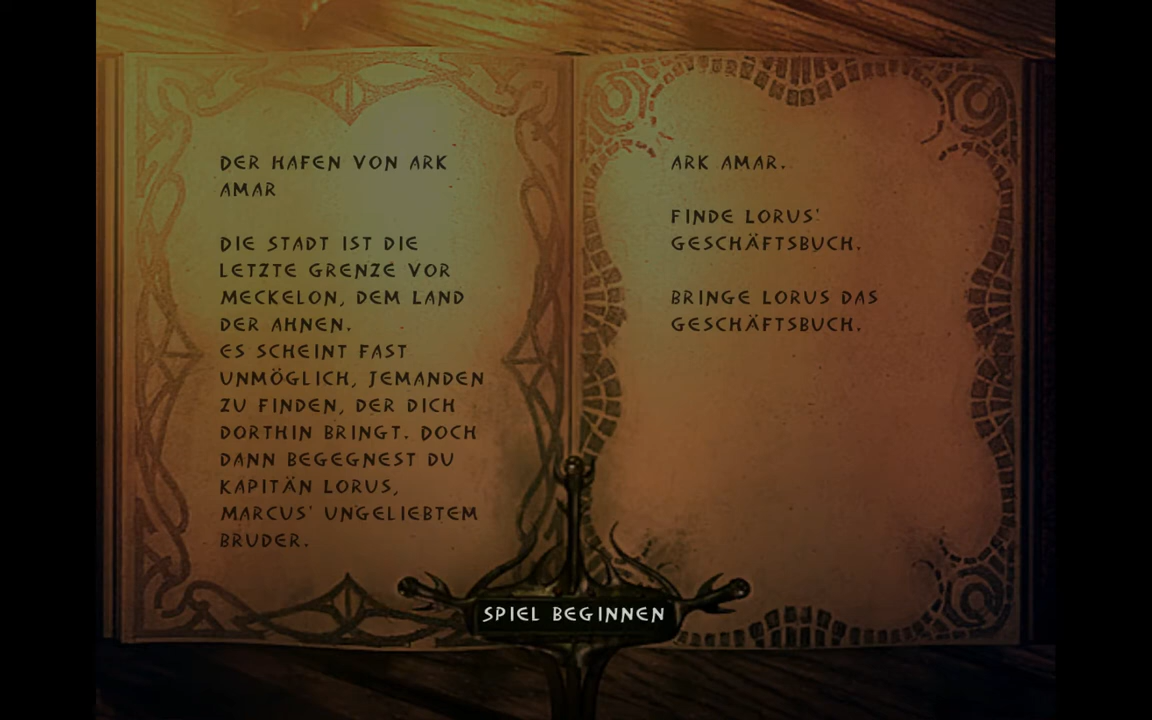 DER HAFEN VON ARK
AMAR
DIE STADT IST DIE
LETZTE GRENZE VOR
MECKELON, DEM LAND
DER AHNEN.
ES SCHEINT FAST
UNMÖGLICH, JEMANDEN
ZU FINDEN, DER DICH
DORTHIN BRINGT. DOCH
DANN BEGEGNEST DU
KAPITÄN LORUS,
MARCUS' UNGELIEBTEM
BRUDER.
ARK AMAR.
FINDE LORUS'
GESCHÄFTSBUCH.
BRINGE LORUS DAS
GESCHÄFTSBUCH.
SPIEL BEGINNEN